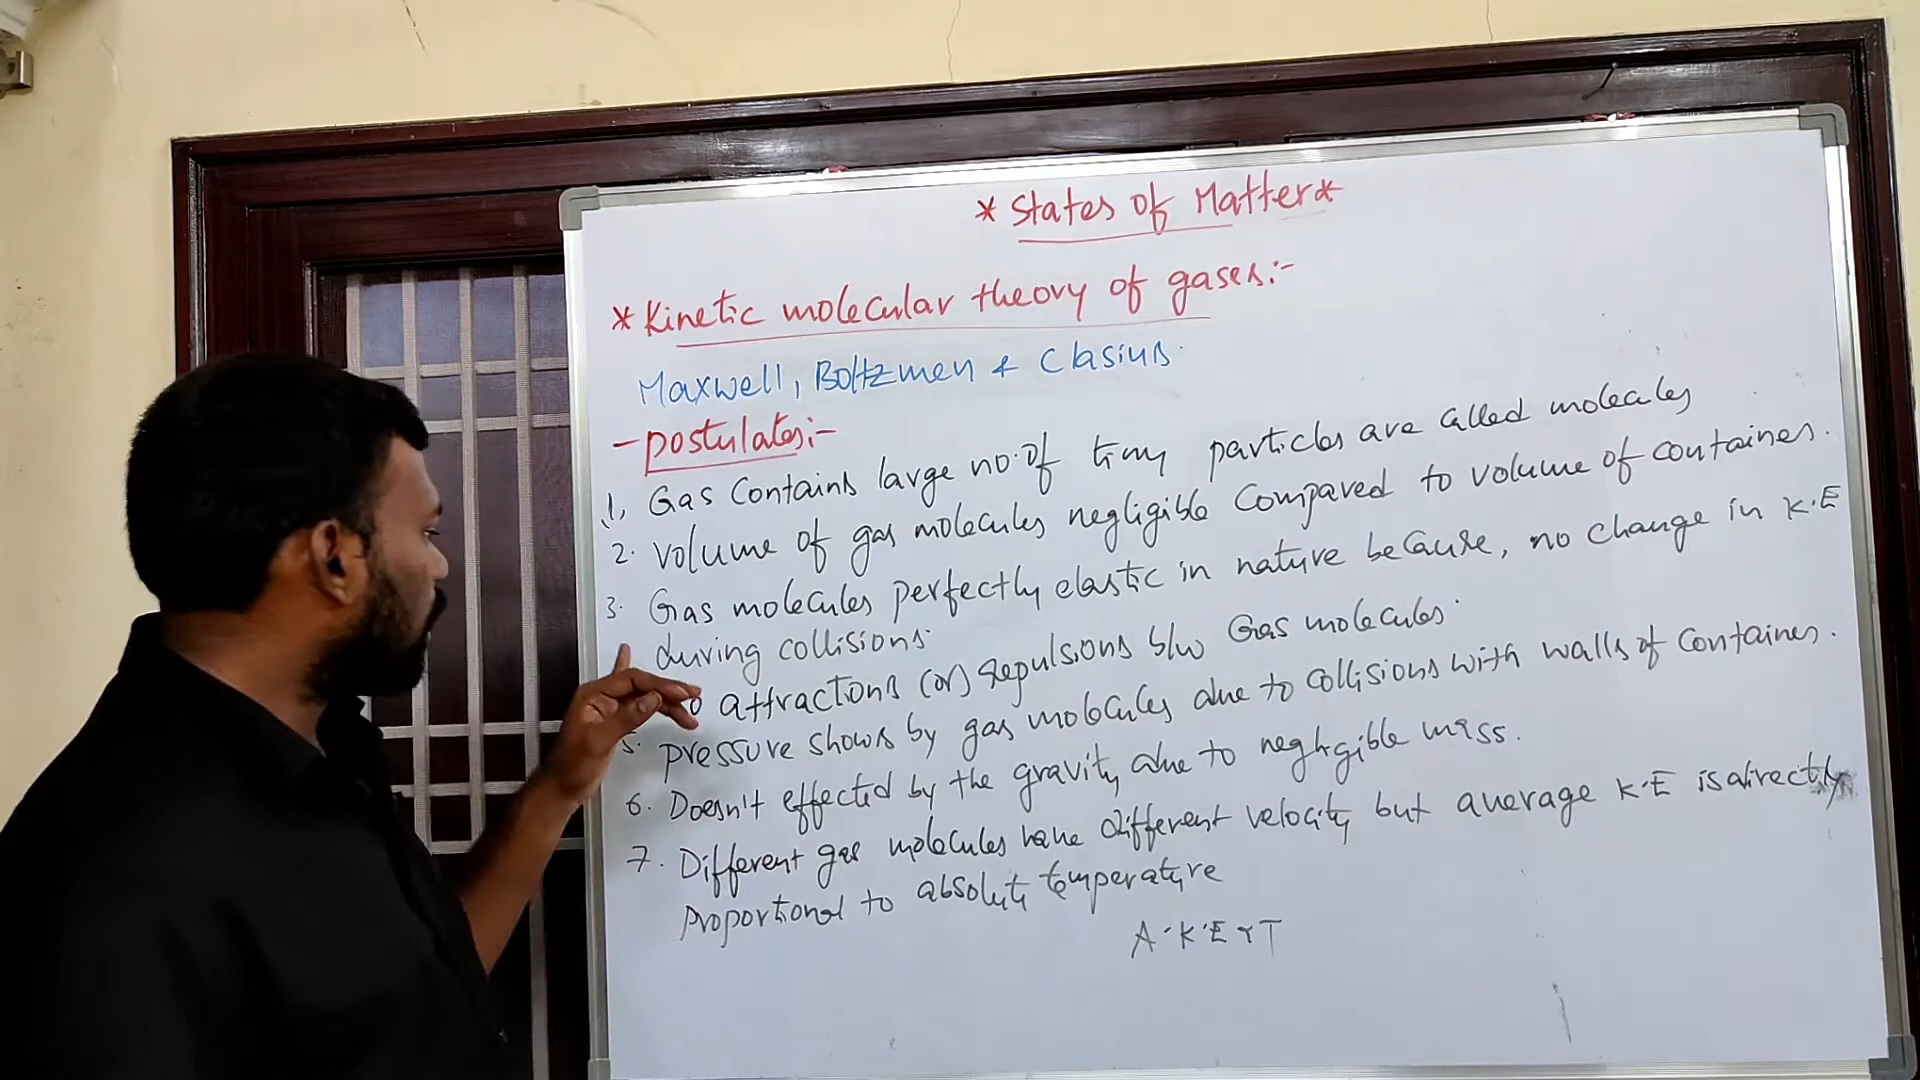 * States of Matter *
* Kinetic molecular theory of gases:-
Maxwell, Boltzmen & Clasius.
- postulates:-
1. Gas Contains large no. of tiny particles are called molecules
2. Volume of gas molecules negligible Compared to volume of container.
3. Gas molecules perfectly elastic in nature because, no change in K.E
during collisions.
attractions (or) repulsions b/w Gas molecules.
5. pressure shows by gas molecules due to collisions with walls of Container.
6. Doesn't effected by the gravity due to negligible mass.
7. Different gas molecules have different velocity but average K.E is directly
proportional to absolute temperature
A.K.E ∝ T